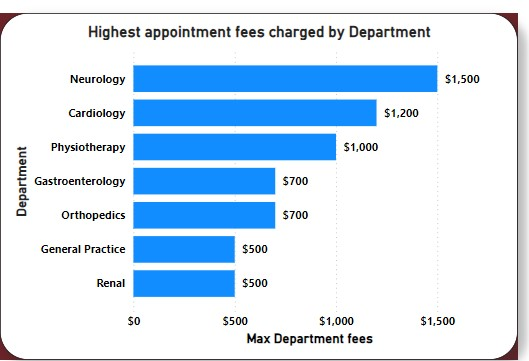 Highest appointment fees charged by Department
Department
Neurology $1,500
Cardiology $1,200
Physiotherapy $1,000
Gastroenterology $700
Orthopedics $700
General Practice $500
Renal $500
$0 $500 $1,000 $1,500
Max Department fees